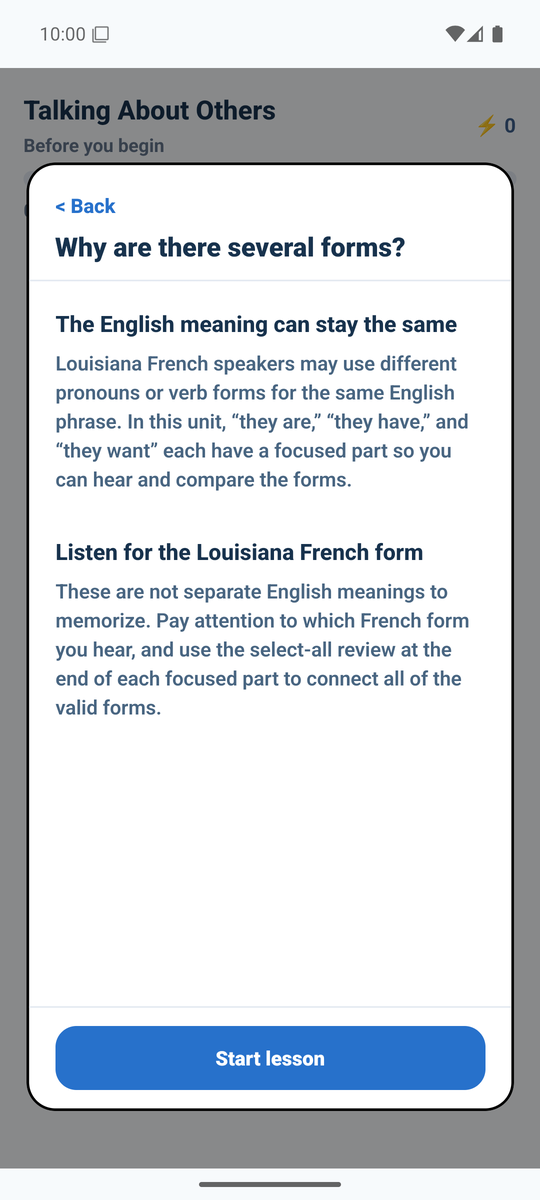 10:00
Talking About Others
⚡ 0
Before you begin
< Back
Why are there several forms?
The English meaning can stay the same
Louisiana French speakers may use different
pronouns or verb forms for the same English
phrase. In this unit, “they are,” “they have,” and
“they want” each have a focused part so you
can hear and compare the forms.
Listen for the Louisiana French form
These are not separate English meanings to
memorize. Pay attention to which French form
you hear, and use the select-all review at the
end of each focused part to connect all of the
valid forms.
Start lesson